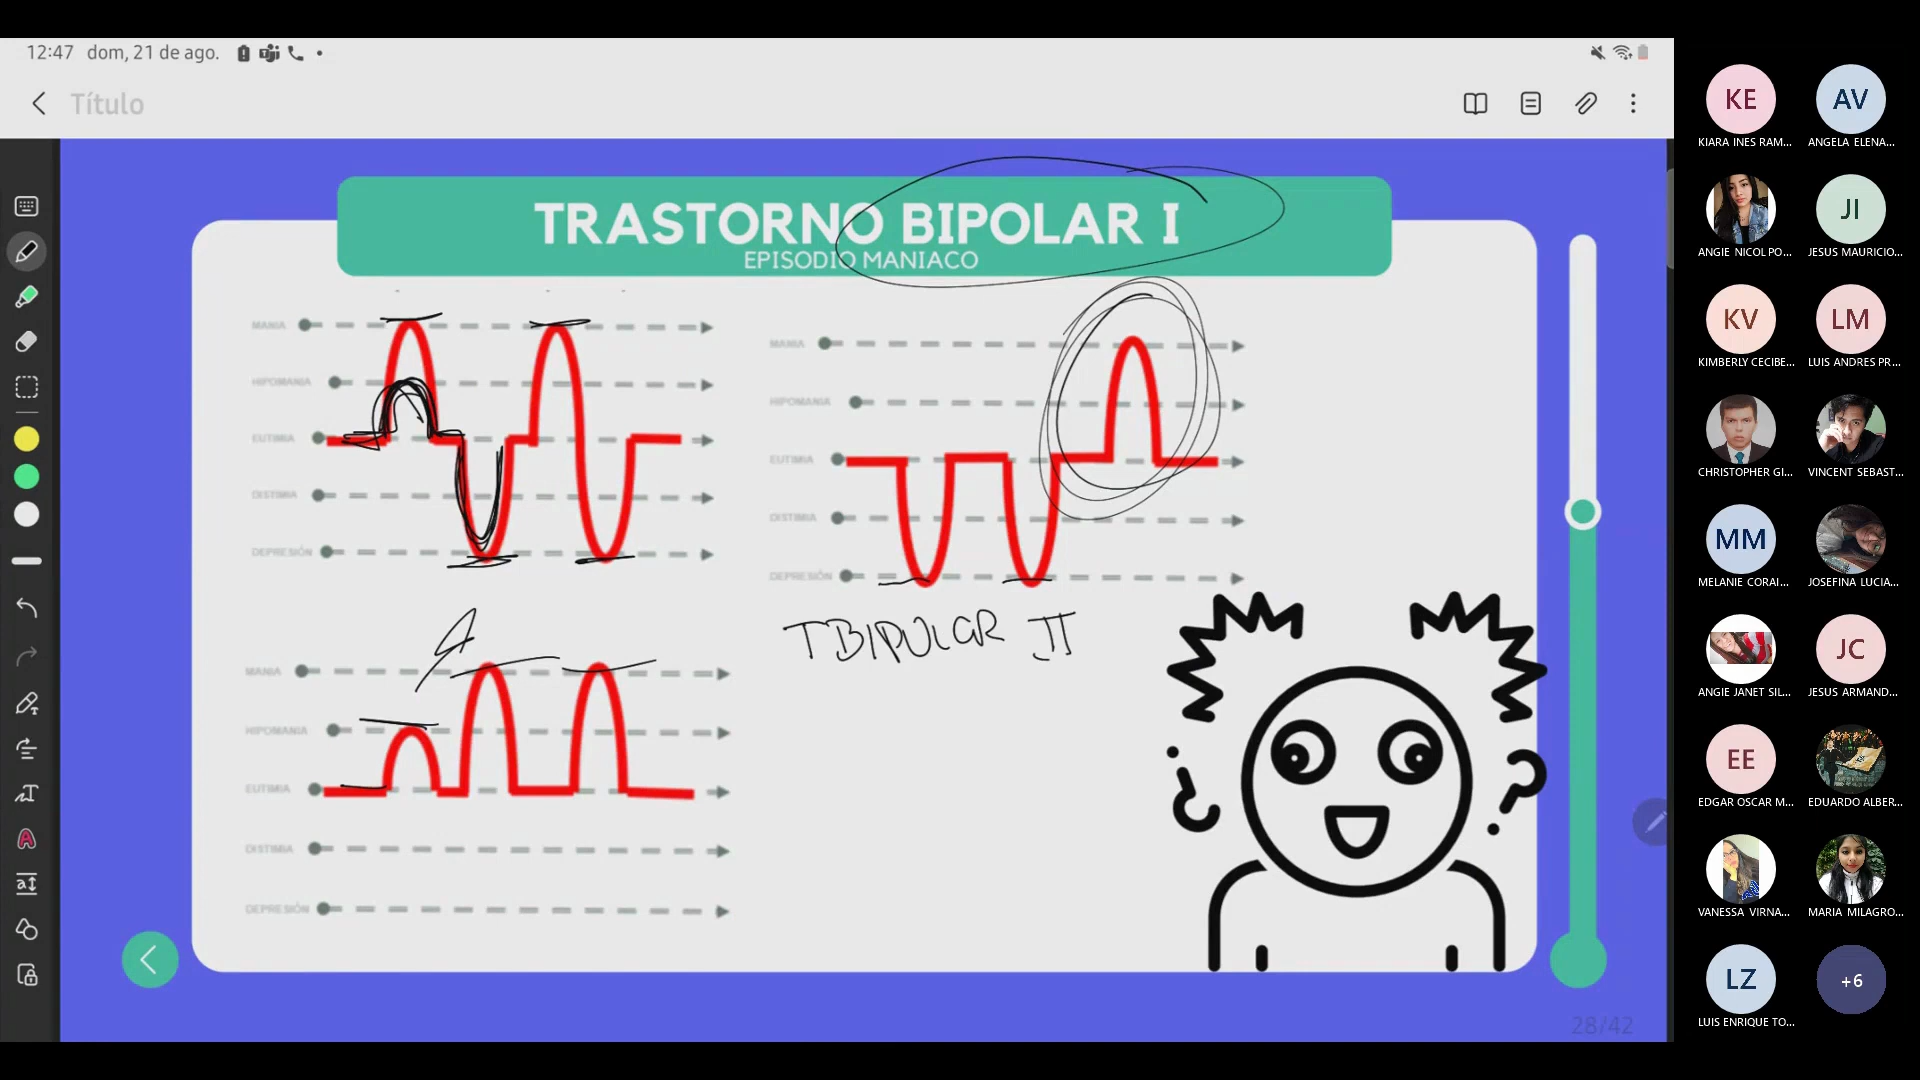 12:47 dom, 21 de ago.
Título
TRASTORNO BIPOLAR I
EPISODIO MANIACO
MANIA
HIPOMANIA
EUTIMIA
DISTIMIA
DEPRESIÓN
MANIA
HIPOMANIA
EUTIMIA
DISTIMIA
DEPRESIÓN
T BIPOLAR II
MANIA
HIPOMANIA
EUTIMIA
DISTIMIA
DEPRESIÓN
28/42
KE
KIARA INES RAM...
AV
ANGELA ELENA...
ANGIE NICOL PO...
JI
JESUS MAURICIO...
KV
KIMBERLY CECIBE...
LM
LUIS ANDRES PR...
CHRISTOPHER GI...
VINCENT SEBAST...
MM
MELANIE CORAI...
JOSEFINA LUCIA...
ANGIE JANET SIL...
JC
JESUS ARMAND...
EE
EDGAR OSCAR M...
EDUARDO ALBER...
VANESSA VIRNA...
MARIA MILAGRO...
LZ
LUIS ENRIQUE TO...
+6